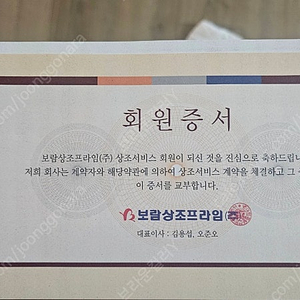 회원증서
보람상조프라임(주) 상조서비스 회원이 되신 것을 진심으로 축하드립니
저희 회사는 계약자와 해당약관에 의하여 상조서비스 계약을 체결하고 그
이 증서를 교부합니다.
보람상조프라임(주)
대표이사 : 김용섭, 오준오